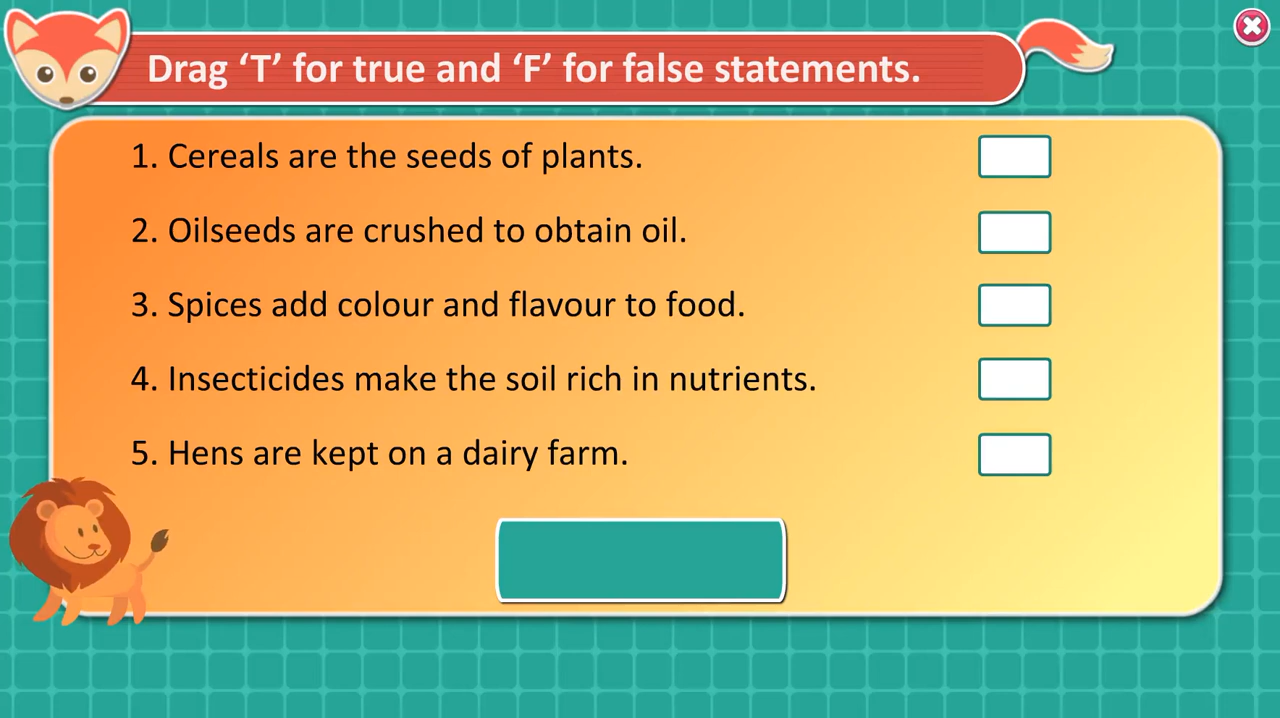 Drag ‘T’ for true and ‘F’ for false statements.
1. Cereals are the seeds of plants.
2. Oilseeds are crushed to obtain oil.
3. Spices add colour and flavour to food.
4. Insecticides make the soil rich in nutrients.
5. Hens are kept on a dairy farm.